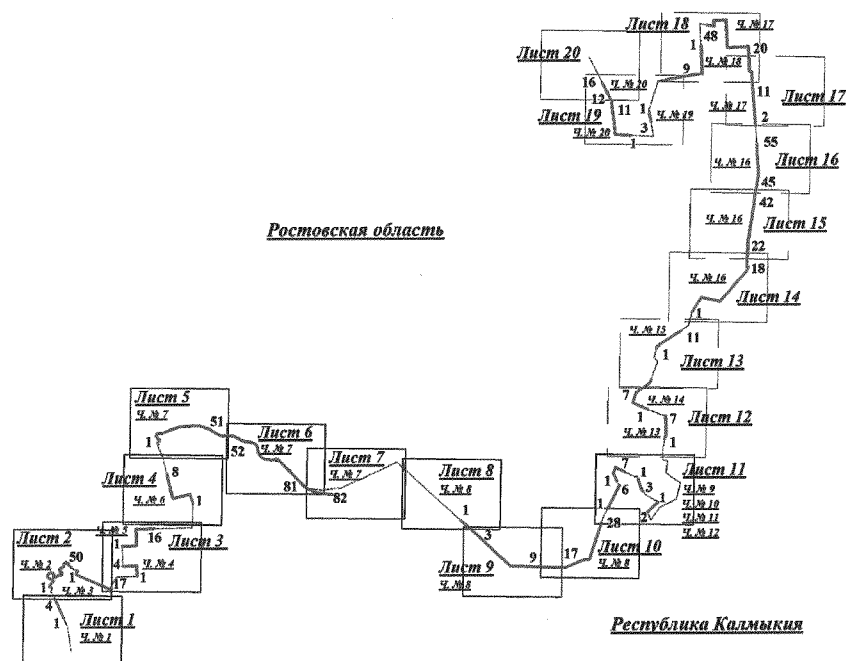 Лист 18
48
Ч. № 17
Лист 20
1
20
9
Ч. № 18
16
Ч. № 20
12
11
11
Лист 17
Лист 19
1
Ч. № 19
Ч. № 17
Ч. № 20
3
2
1
55
Ч. № 16
Лист 16
45
42
Ростовская область
Ч. № 16
Лист 15
22
18
Ч. № 16
Лист 14
1
Ч. № 15
11
1
Лист 13
7
Ч. № 14
Лист 5
1
7
Лист 12
Ч. № 7
51
Лист 6
Ч. № 13
1
52
Ч. № 7
1
Лист 7
Лист 8
7
Лист 11
Лист 4
8
Ч. № 7
Ч. № 8
1
1
Ч. № 9
81
82
6
3
Ч. № 10
Ч. № 6
1
1
1
1
Ч. № 11
2
28
Ч. № 12
Лист 2
Ч. № 5
16
Лист 3
3
1
50
4
Ч. № 4
Лист 9
9
17
Лист 10
Ч. № 2
1
1
Ч. № 8
Ч. № 8
1
Ч. № 3
17
4
1
Лист 1
Ч. № 1
Республика Калмыкия